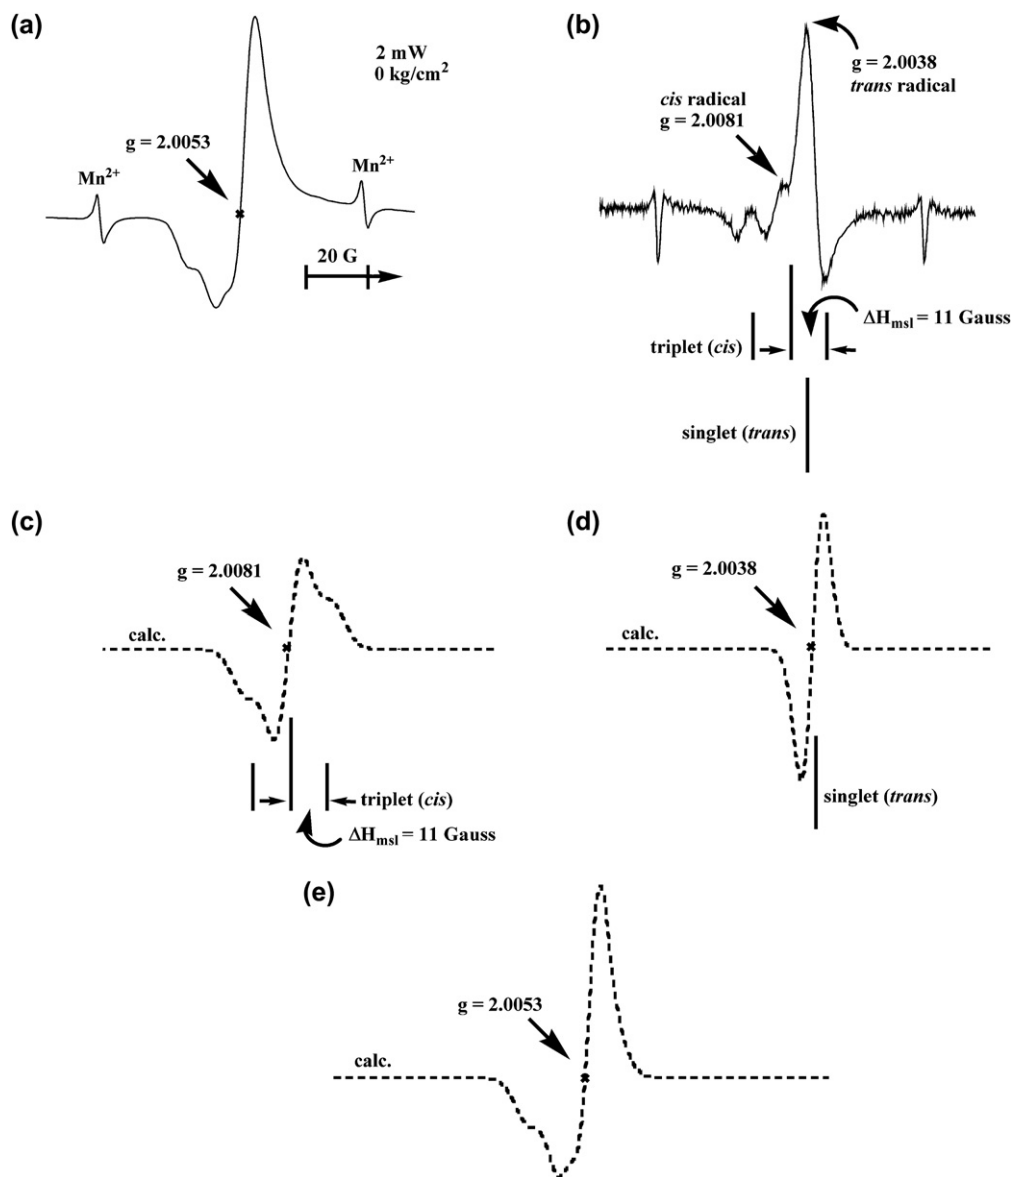 (a)
2 mW
0 kg/cm²
g = 2.0053
Mn²⁺
Mn²⁺
20 G
(b)
g = 2.0038
trans radical
cis radical
g = 2.0081
ΔHmsl = 11 Gauss
triplet (cis)
singlet (trans)
(c)
g = 2.0081
calc.
triplet (cis)
ΔHmsl = 11 Gauss
(d)
g = 2.0038
calc.
singlet (trans)
(e)
g = 2.0053
calc.